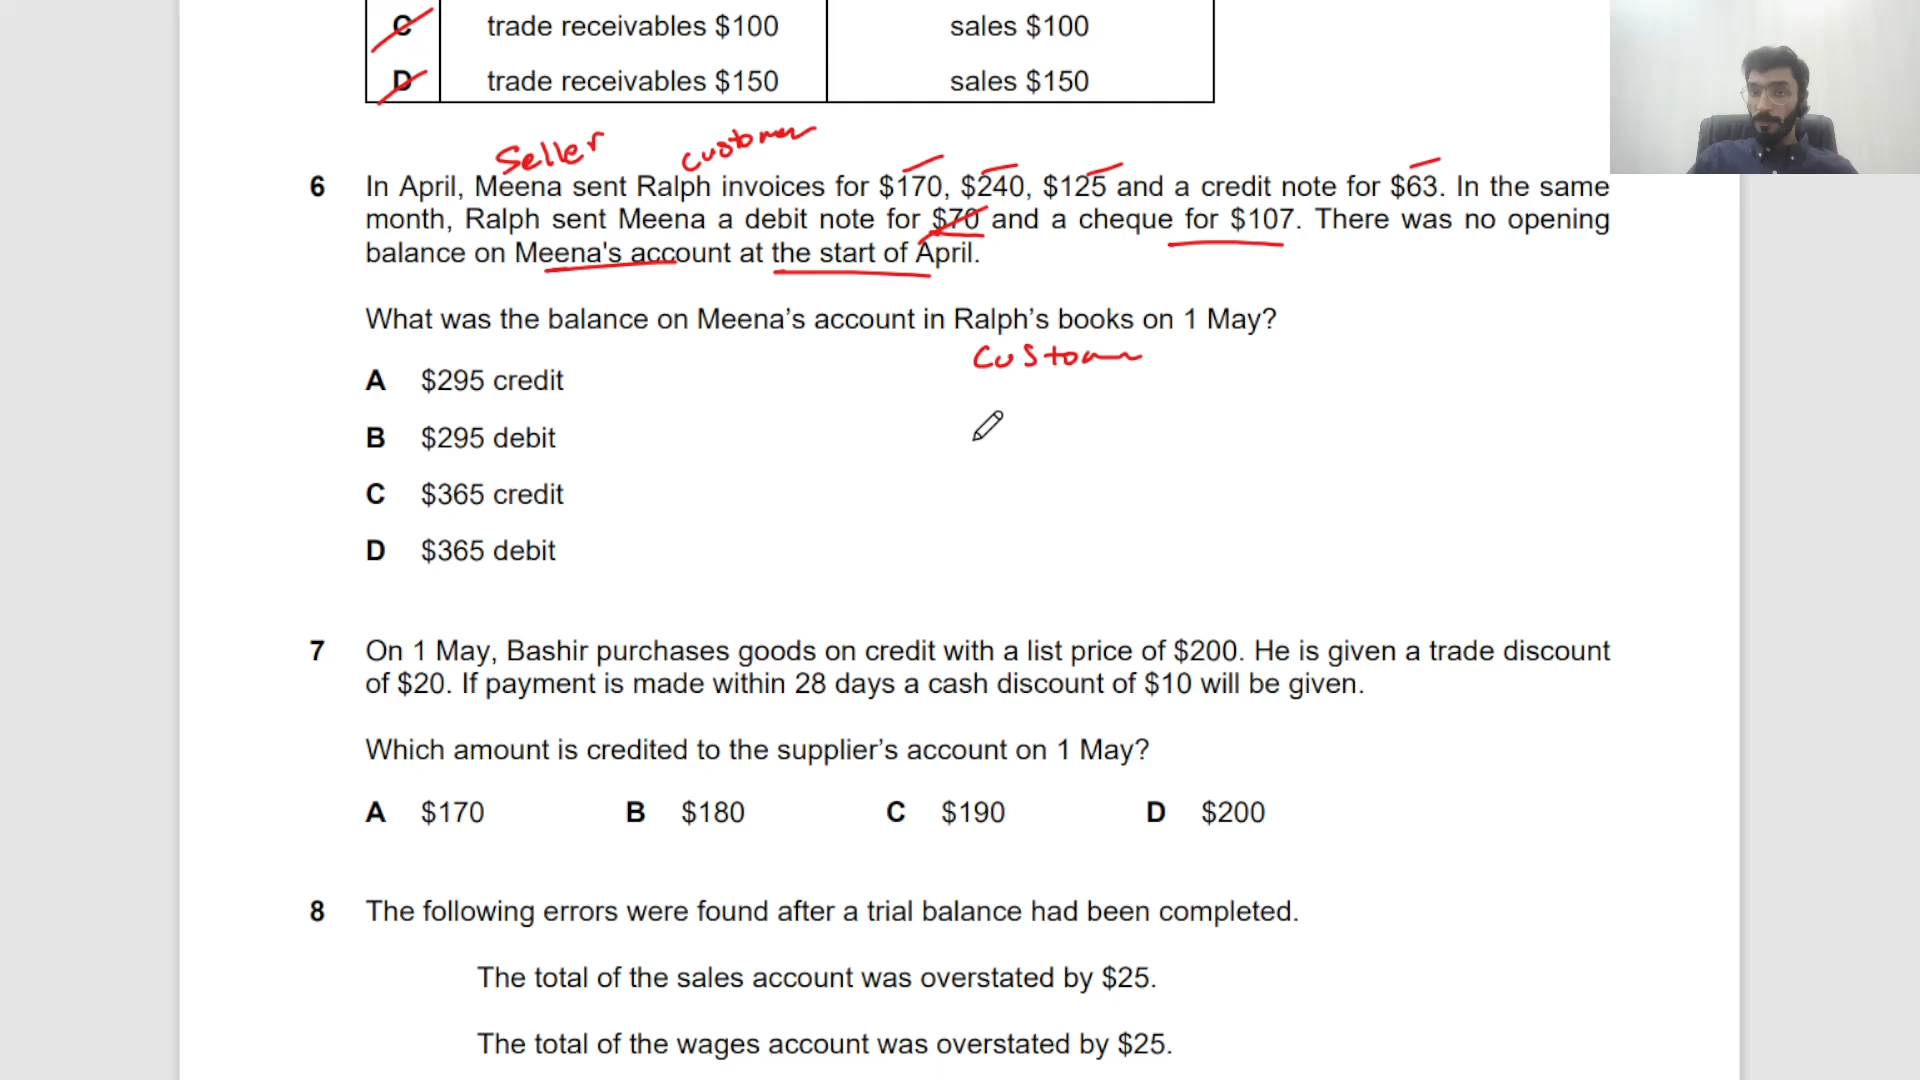 C trade receivables $100 sales $100
D trade receivables $150 sales $150
Seller customer
6 In April, Meena sent Ralph invoices for $170, $240, $125 and a credit note for $63. In the same
month, Ralph sent Meena a debit note for $70 and a cheque for $107. There was no opening
balance on Meena's account at the start of April.
What was the balance on Meena’s account in Ralph’s books on 1 May?
Custom
A $295 credit
B $295 debit
C $365 credit
D $365 debit
7 On 1 May, Bashir purchases goods on credit with a list price of $200. He is given a trade discount
of $20. If payment is made within 28 days a cash discount of $10 will be given.
Which amount is credited to the supplier’s account on 1 May?
A $170 B $180 C $190 D $200
8 The following errors were found after a trial balance had been completed.
The total of the sales account was overstated by $25.
The total of the wages account was overstated by $25.